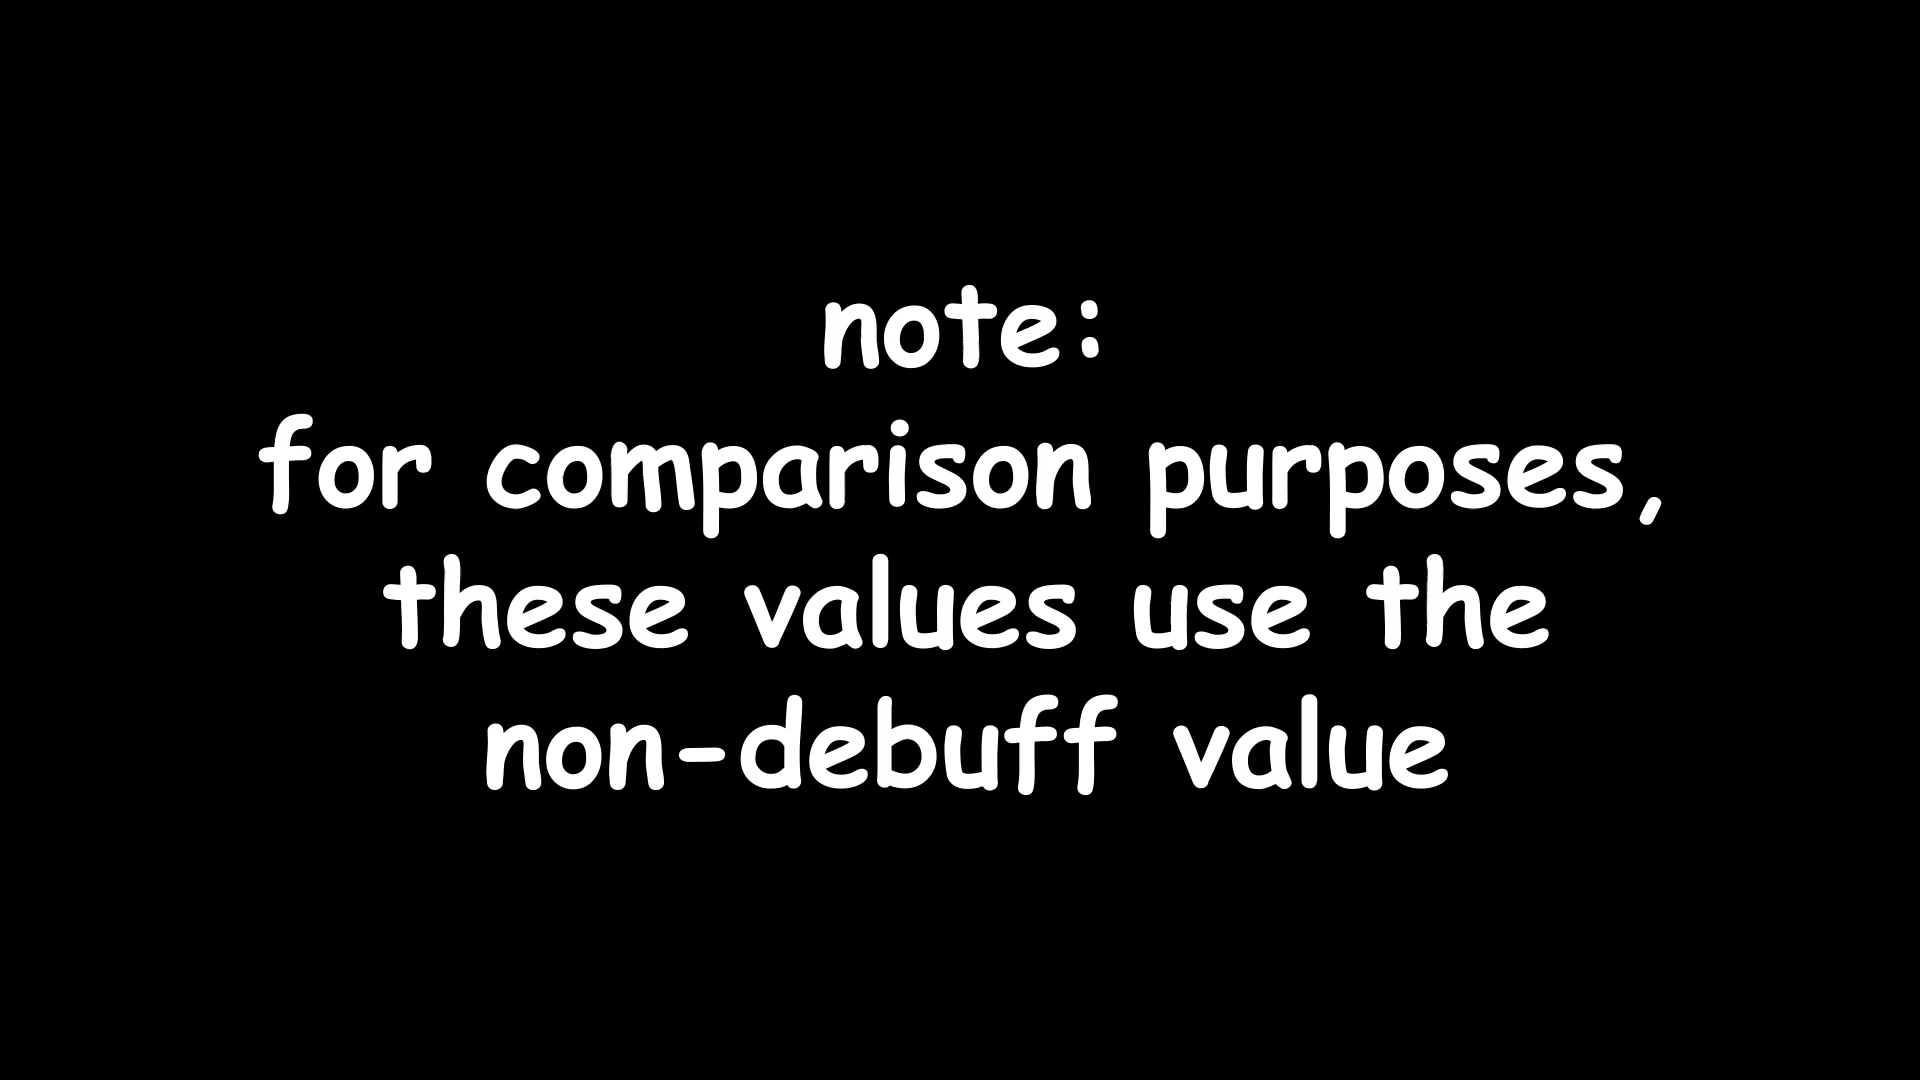 note:
for comparison purposes,
these values use the
non-debuff value